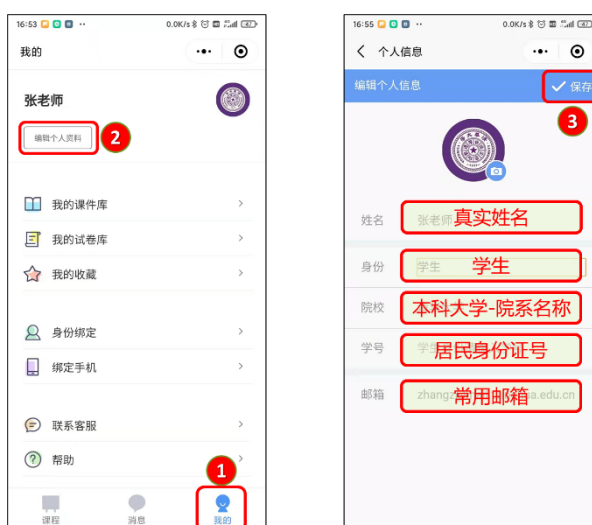 16:53
0.0K/s
47
我的
张老师
编辑个人资料
2
我的课件库
我的试卷库
我的收藏
身份绑定
绑定手机
联系客服
帮助
1
课程
消息
我的
16:55
0.0K/s
47
个人信息
编辑个人信息
保存
3
姓名
张老师
真实姓名
身份
学生
学生
院校
本科大学-院系名称
学号
学
居民身份证号
邮箱
zhang
常用邮箱
a.edu.cn